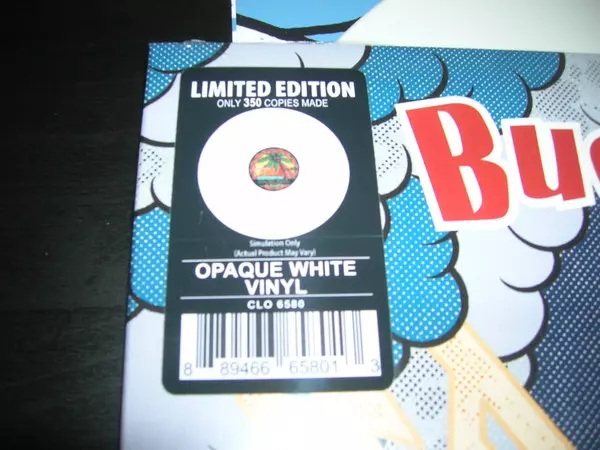 LIMITED EDITION
ONLY 350 COPIES MADE
Simulation Only
(Actual Product May Vary)
OPAQUE WHITE
VINYL
CLO 6580
8 89466 65801 3
Bu